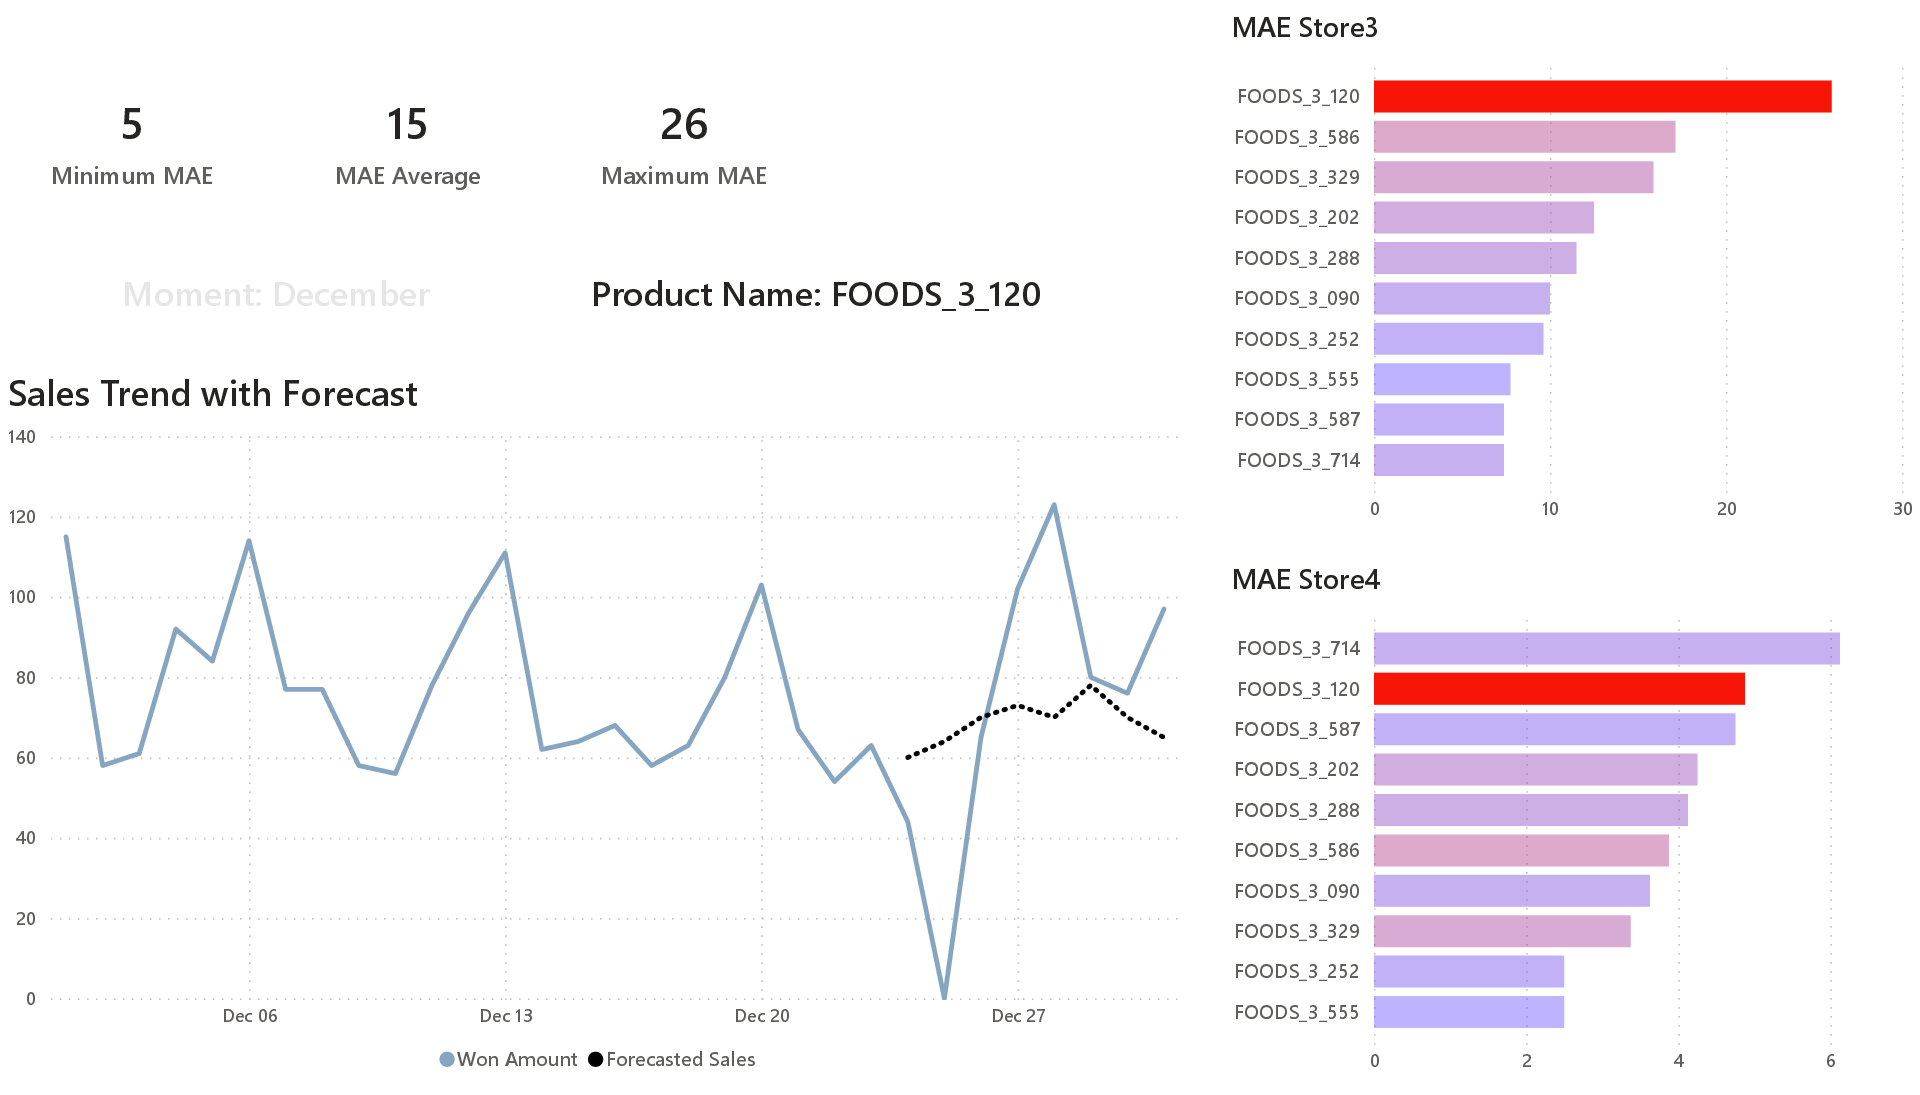 5
Minimum MAE
15
MAE Average
26
Maximum MAE
Moment: December
Product Name: FOODS_3_120
Sales Trend with Forecast
140
120
100
80
60
40
20
0
Dec 06
Dec 13
Dec 20
Dec 27
Won Amount
Forecasted Sales
MAE Store3
FOODS_3_120
FOODS_3_586
FOODS_3_329
FOODS_3_202
FOODS_3_288
FOODS_3_090
FOODS_3_252
FOODS_3_555
FOODS_3_587
FOODS_3_714
0
10
20
30
MAE Store4
FOODS_3_714
FOODS_3_120
FOODS_3_587
FOODS_3_202
FOODS_3_288
FOODS_3_586
FOODS_3_090
FOODS_3_329
FOODS_3_252
FOODS_3_555
0
2
4
6